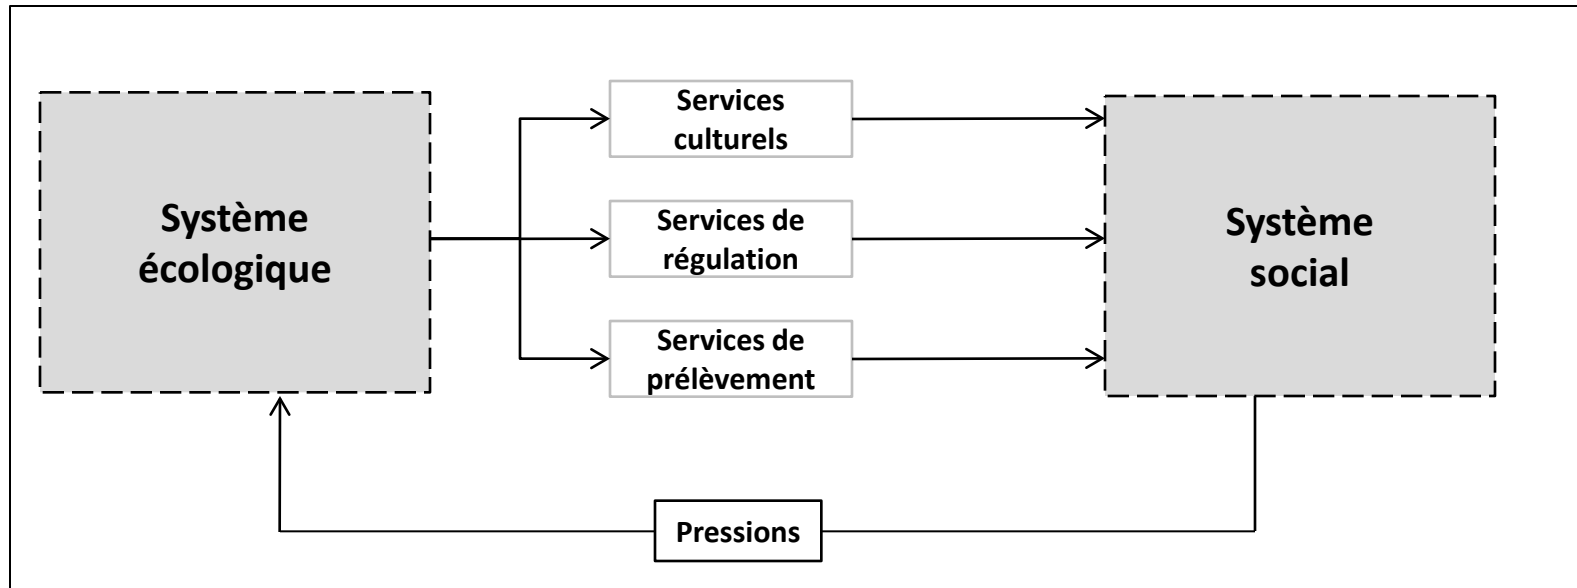 Système
écologique
Services
culturels
Services de
régulation
Services de
prélèvement
Système
social
Pressions